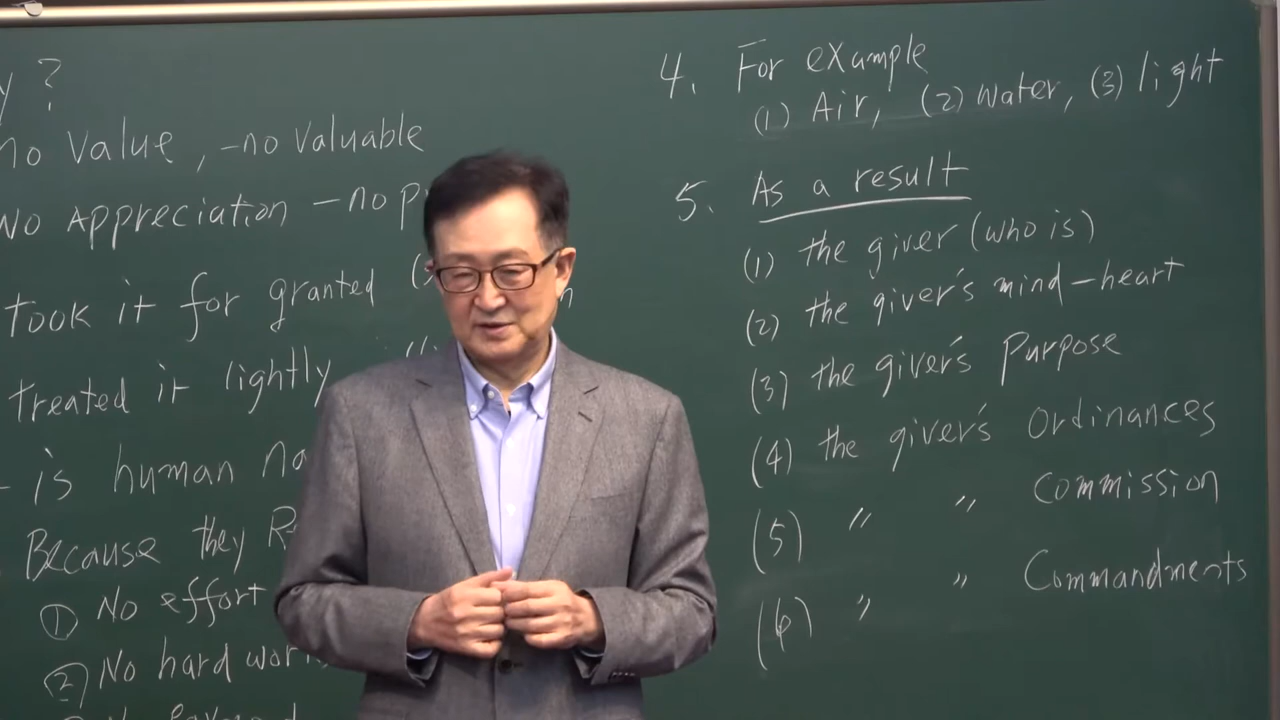 y ?
no value, - no valuable
No Appreciation - no p
Took it for granted (
treated it lightly
- is human na
Because they Re
① No effort
② No hard work
4. For example
(1) Air, (2) water, (3) light
5. As a result
(1) the giver (who is)
(2) the giver's mind-heart
(3) the giver's Purpose
(4) the giver's Ordinances
(5) " " Commission
(6) " " Commandments